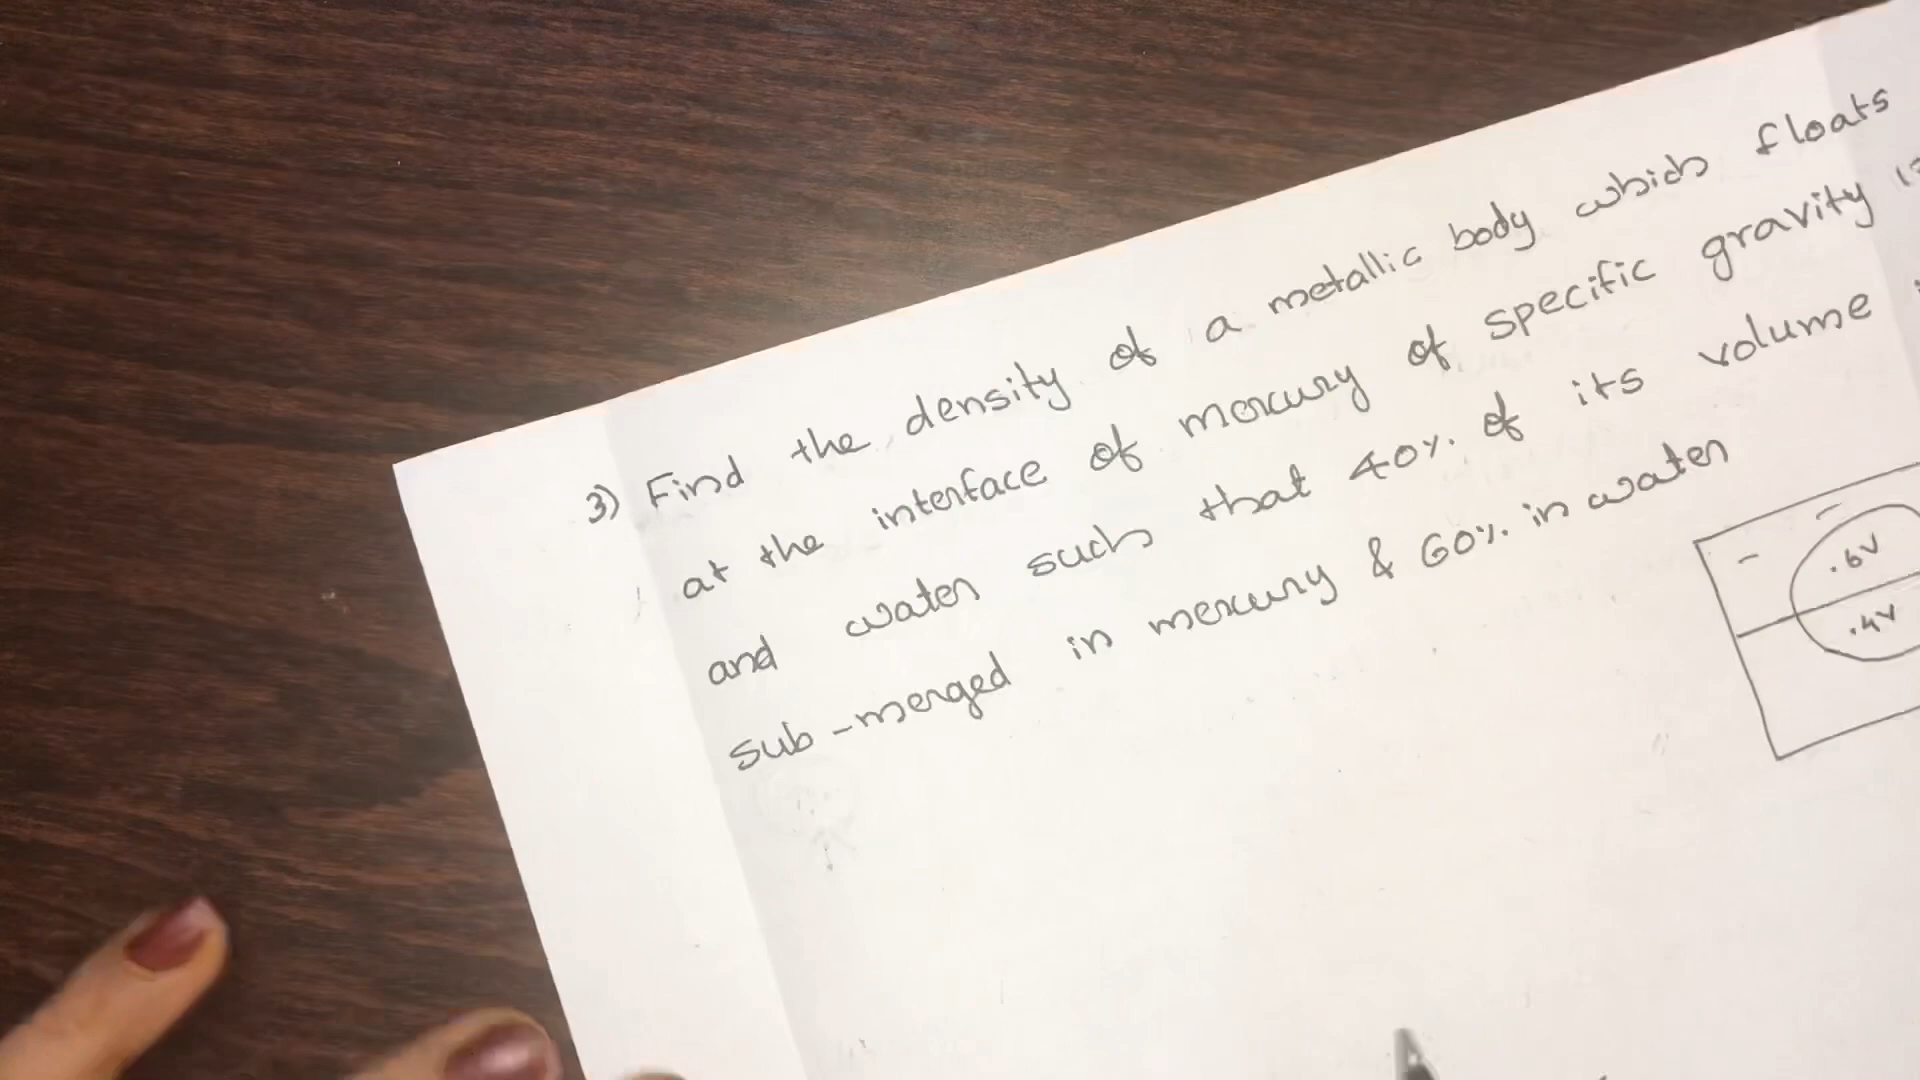 3) Find the density of a metallic body which floats
at the interface of mercury of specific gravity
and water such that 40%. of its volume
sub-merged in mercury & 60%. in water
.6V
.4V